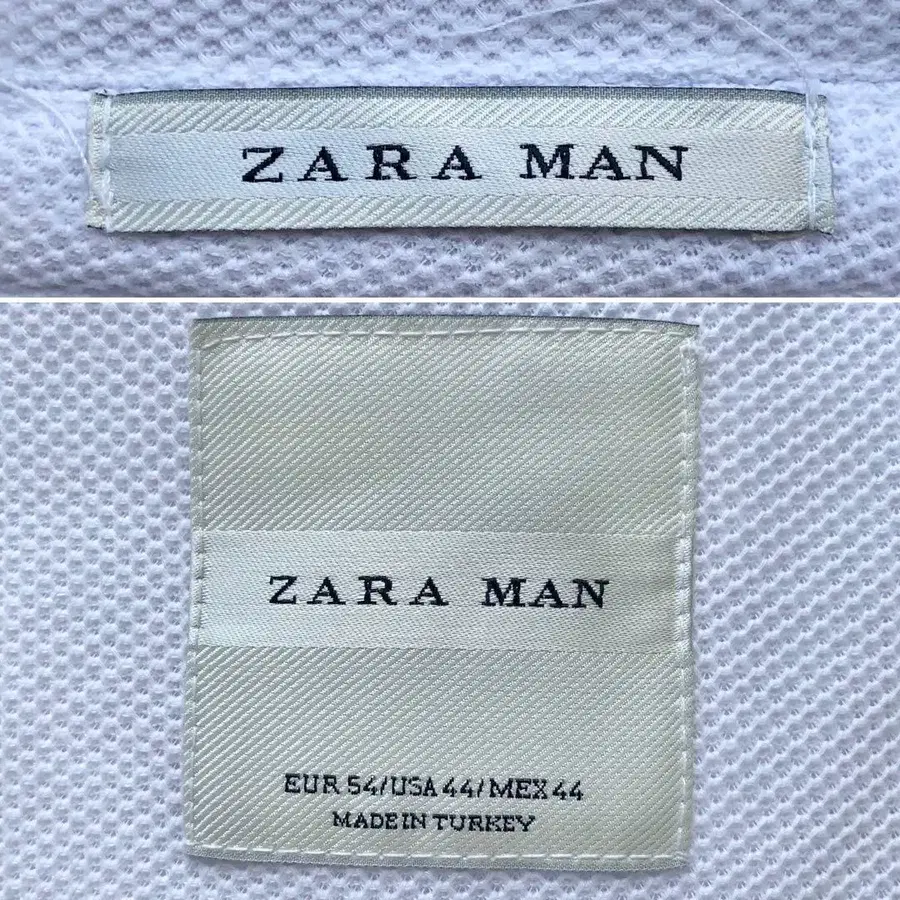 ZARA MAN
ZARA MAN
EUR 54/USA 44/MEX 44
MADE IN TURKEY